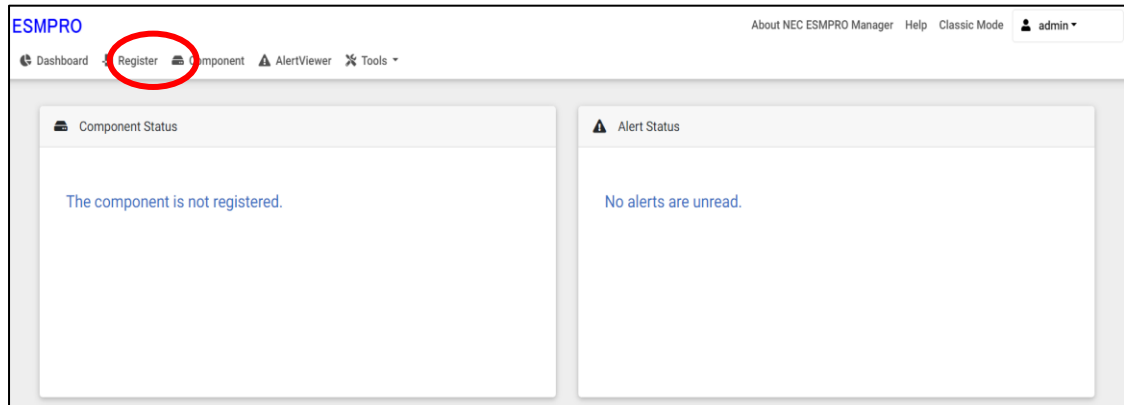 ESMPRO
About NEC ESMPRO Manager Help Classic Mode admin
Dashboard Register Component AlertViewer Tools
Component Status
Alert Status
The component is not registered.
No alerts are unread.